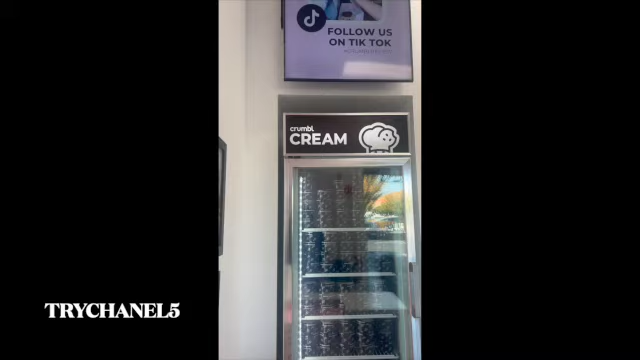 FOLLOW US
ON TIK TOK
crumbl
CREAM
TRYCHANEL5